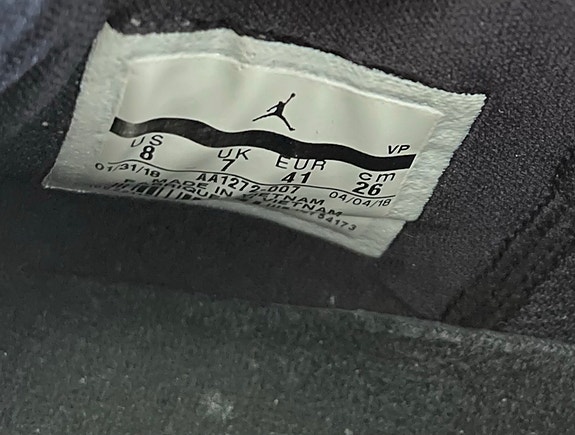 VP
US UK EUR cm
8 7 41 26
01/31/18 AA1272-007 04/04/18
MADE IN VIETNAM
VIETNAM